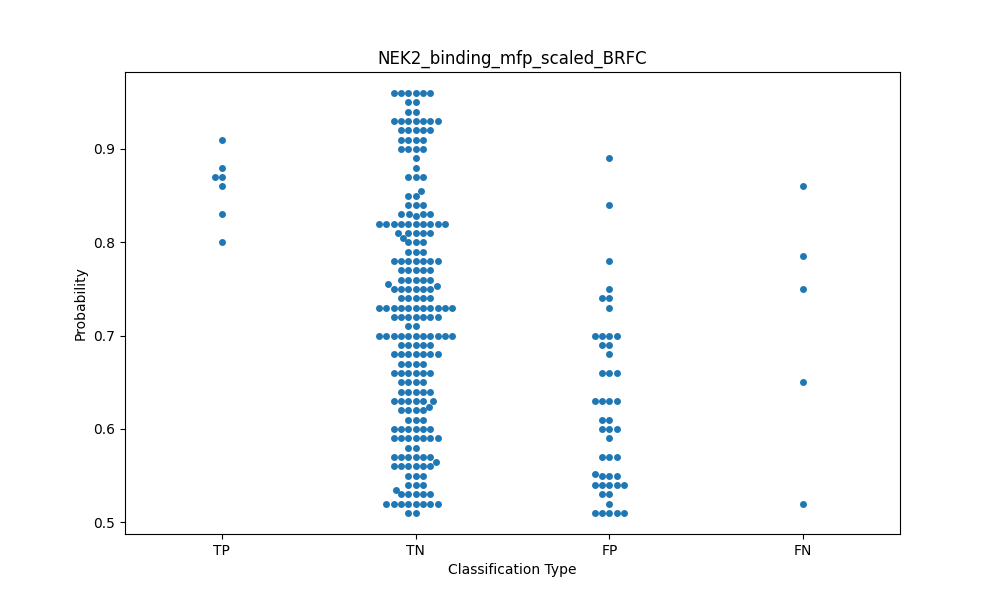 NEK2_binding_mfp_scaled_BRFC
0.9
0.8
0.7
0.6
0.5
Probability
TP TN FP FN
Classification Type